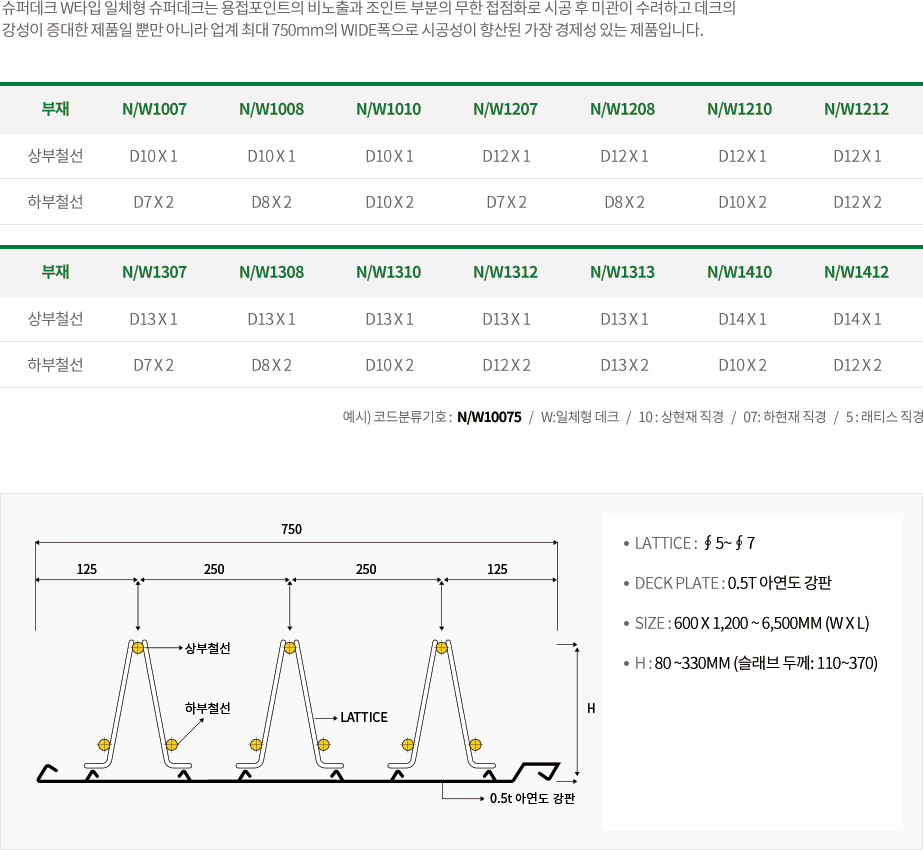 슈퍼데크 W타입 일체형 슈퍼데크는 용접포인트의 비노출과 조인트 부분의 무한 접점화로 시공 후 미관이 수려하고 데크의
강성이 증대한 제품일 뿐만 아니라 업계 최대 750mm의 WIDE폭으로 시공성이 향산된 가장 경제성 있는 제품입니다.
부재 N/W1007 N/W1008 N/W1010 N/W1207 N/W1208 N/W1210 N/W1212
상부철선 D10 X 1 D10 X 1 D10 X 1 D12 X 1 D12 X 1 D12 X 1 D12 X 1
하부철선 D7 X 2 D8 X 2 D10 X 2 D7 X 2 D8 X 2 D10 X 2 D12 X 2
부재 N/W1307 N/W1308 N/W1310 N/W1312 N/W1313 N/W1410 N/W1412
상부철선 D13 X 1 D13 X 1 D13 X 1 D13 X 1 D13 X 1 D14 X 1 D14 X 1
하부철선 D7 X 2 D8 X 2 D10 X 2 D12 X 2 D13 X 2 D10 X 2 D12 X 2
예시) 코드분류기호 : N/W10075 / W:일체형 데크 / 10 : 상현재 직경 / 07: 하현재 직경 / 5 : 래티스 직경
750
125 250 250 125
상부철선
하부철선
LATTICE
H
0.5t 아연도 강판
• LATTICE : ∮ 5~ ∮ 7
• DECK PLATE : 0.5T 아연도 강판
• SIZE : 600 X 1,200 ~ 6,500MM (W X L)
• H : 80 ~330MM (슬래브 두께: 110~370)